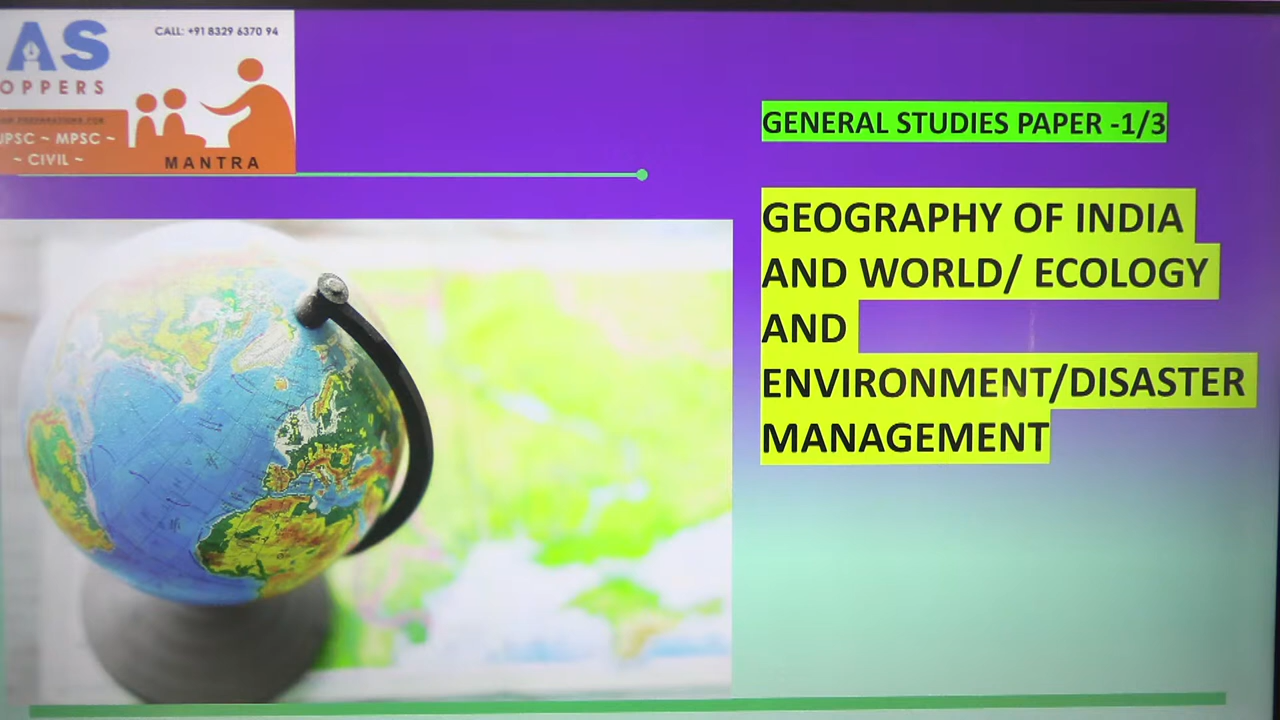 AS
CALL: +91 8329 6370 94
OPPERS
UPSC ~ MPSC ~
~ CIVIL ~
MANTRA
GENERAL STUDIES PAPER -1/3
GEOGRAPHY OF INDIA
AND WORLD/ ECOLOGY
AND
ENVIRONMENT/DISASTER
MANAGEMENT